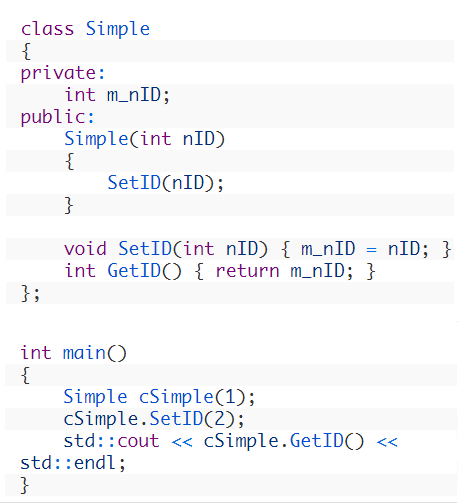 class Simple
{
private:
    int m_nID;
public:
    Simple(int nID)
    {
        SetID(nID);
    }

    void SetID(int nID) { m_nID = nID; }
    int GetID() { return m_nID; }
};

int main()
{
    Simple cSimple(1);
    cSimple.SetID(2);
    std::cout << cSimple.GetID() <<
std::endl;
}